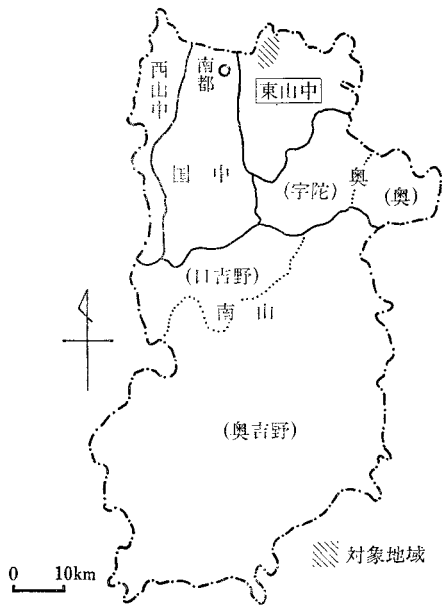 西山中
南都
東山中
国中
(宇陀)
奥
(奥)
(口吉野)
南山
(奥吉野)
対象地域
0 10km